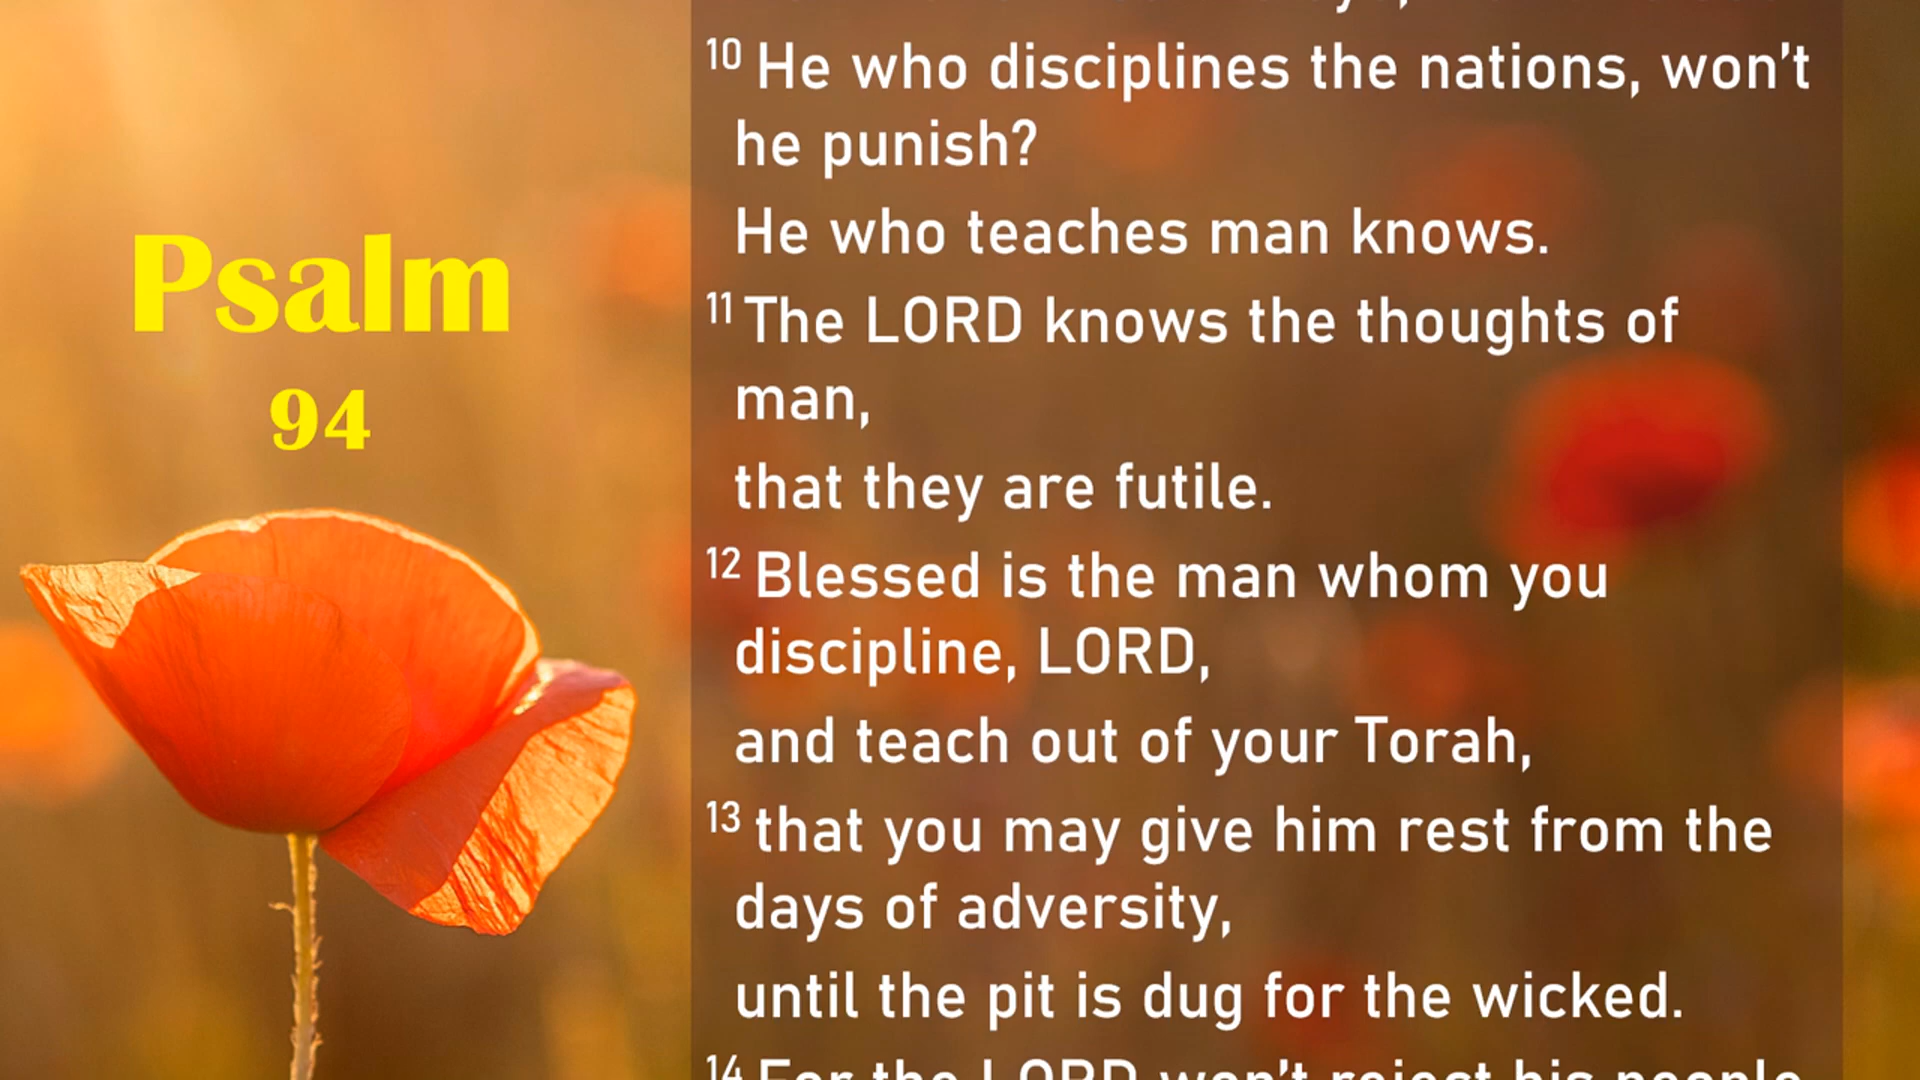 Psalm
94
10 He who disciplines the nations, won't
he punish?
He who teaches man knows.
11 The LORD knows the thoughts of
man,
that they are futile.
12 Blessed is the man whom you
discipline, LORD,
and teach out of your Torah,
13 that you may give him rest from the
days of adversity,
until the pit is dug for the wicked.
14 For the LORD won't reject his people